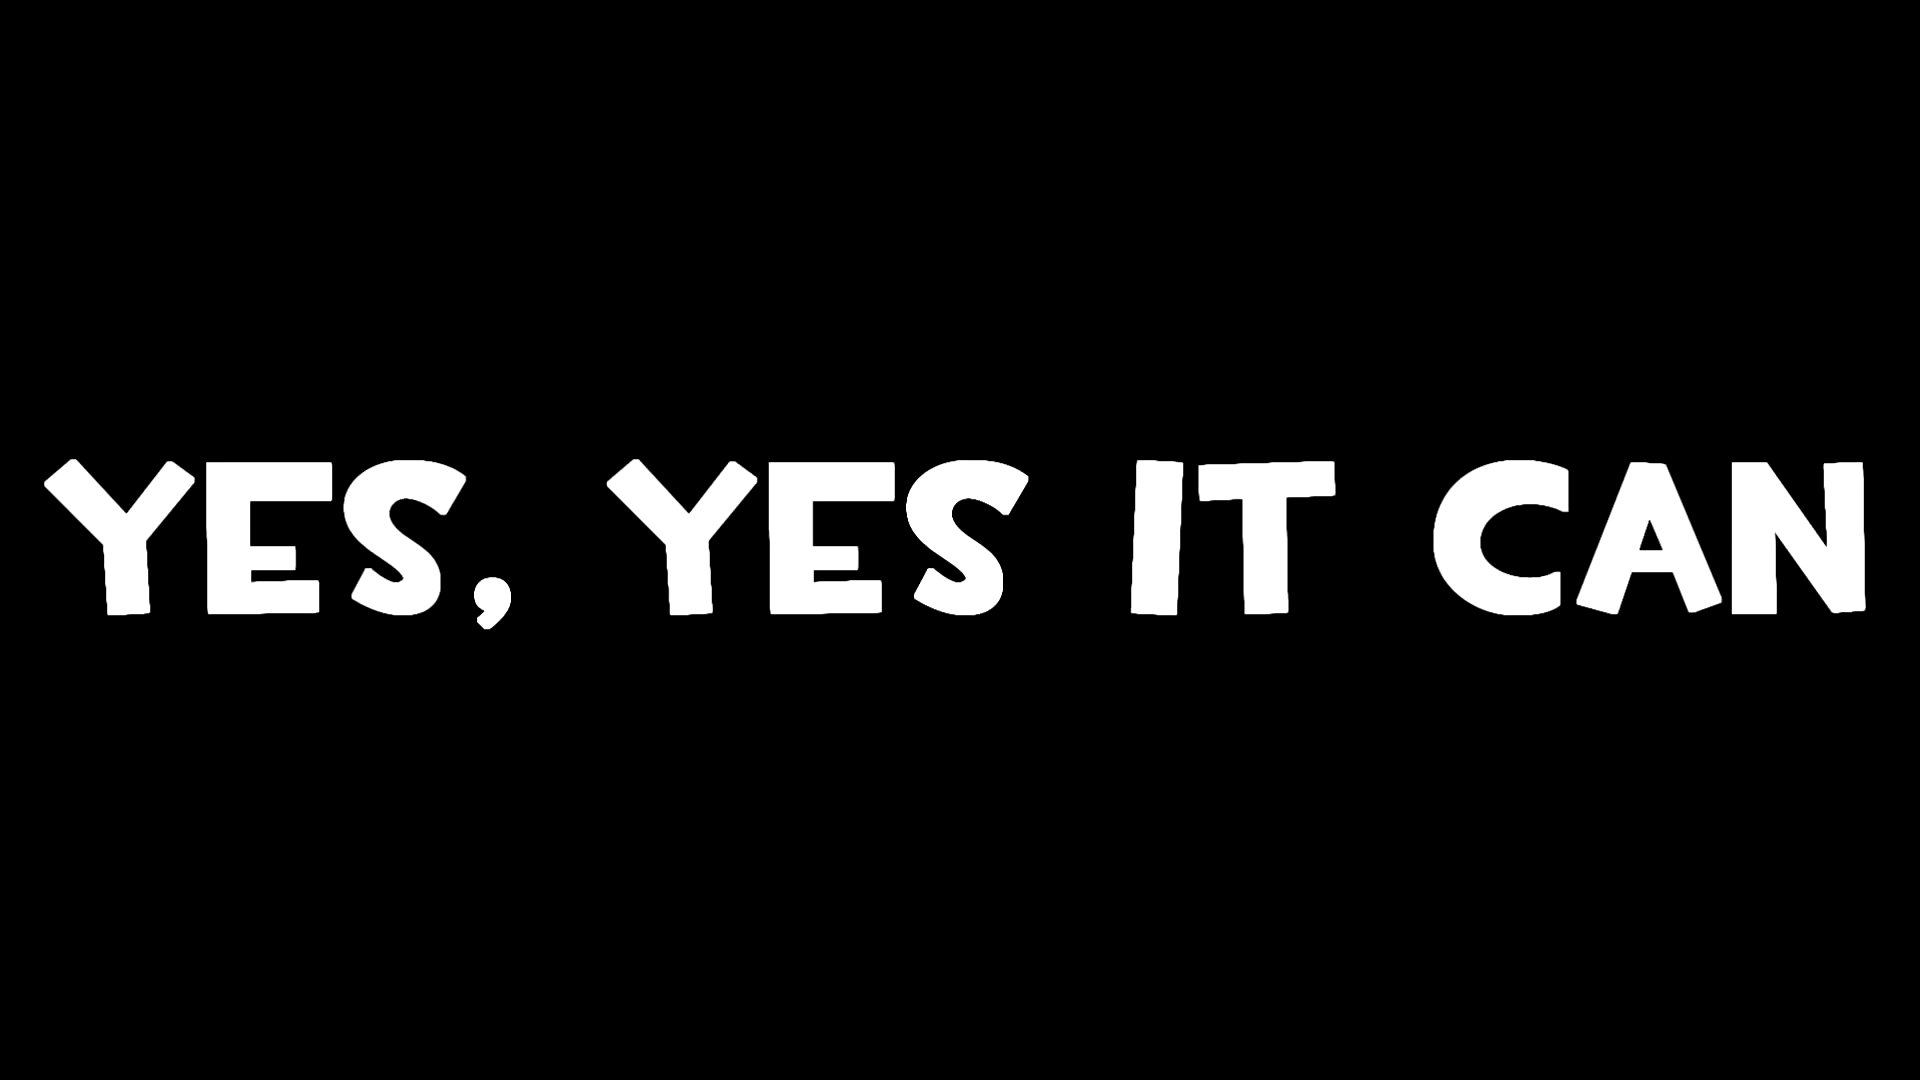 YES, YES IT CAN